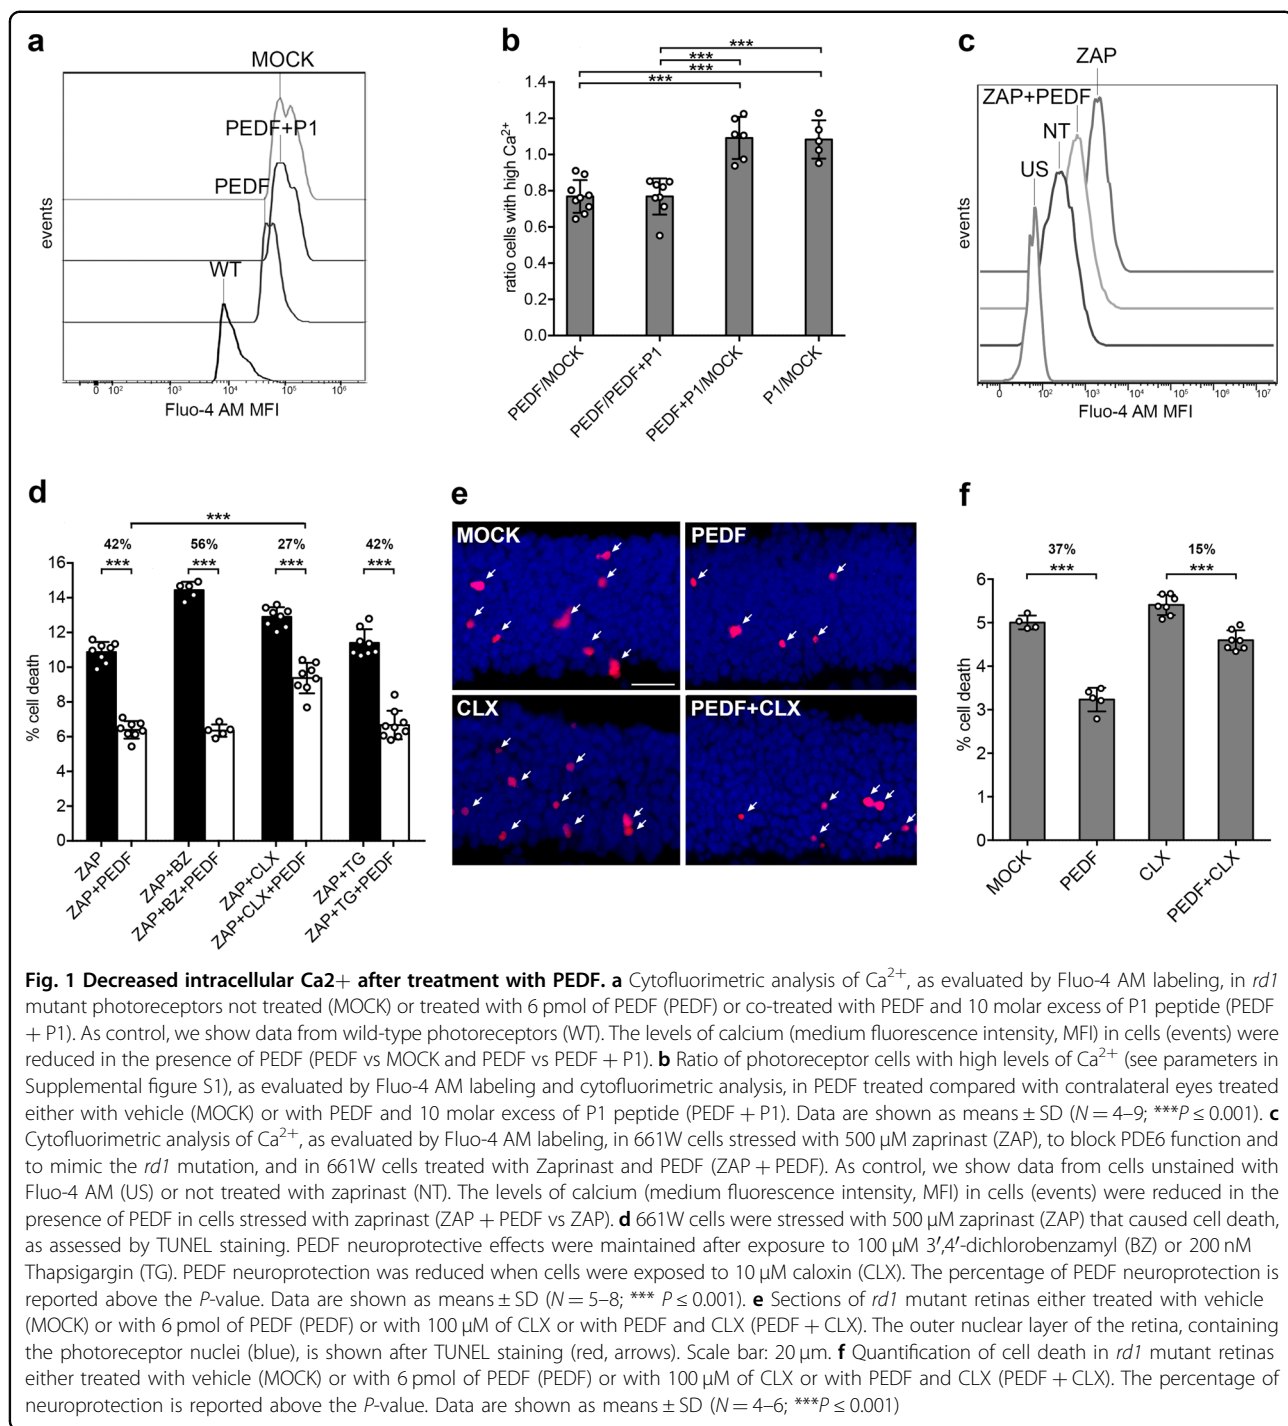 a
MOCK
PEDF+P1
PEDF
WT
events
0 10² 10³ 10⁴ 10⁵ 10⁶
Fluo-4 AM MFI
b
***
***
***
***
ratio cells with high Ca²⁺
1.4
1.2
1.0
0.8
0.6
0.4
0.2
0.0
PEDF/MOCK
PEDF/PEDF+P1
PEDF+P1/MOCK
P1/MOCK
c
ZAP
ZAP+PEDF
NT
US
events
0 10² 10³ 10⁴ 10⁵ 10⁶ 10⁷
Fluo-4 AM MFI
d
***
42% 56% 27% 42%
*** *** *** ***
% cell death
16
14
12
10
8
6
4
2
0
ZAP
ZAP+PEDF
ZAP+BZ
ZAP+BZ+PEDF
ZAP+CLX
ZAP+CLX+PEDF
ZAP+TG
ZAP+TG+PEDF
e
MOCK
PEDF
CLX
PEDF+CLX
f
37% 15%
*** ***
% cell death
6
5
4
3
2
1
0
MOCK
PEDF
CLX
PEDF+CLX
Fig. 1 Decreased intracellular Ca2+ after treatment with PEDF. a Cytofluorimetric analysis of Ca²⁺, as evaluated by Fluo-4 AM labeling, in rd1
mutant photoreceptors not treated (MOCK) or treated with 6 pmol of PEDF (PEDF) or co-treated with PEDF and 10 molar excess of P1 peptide (PEDF
+ P1). As control, we show data from wild-type photoreceptors (WT). The levels of calcium (medium fluorescence intensity, MFI) in cells (events) were
reduced in the presence of PEDF (PEDF vs MOCK and PEDF vs PEDF + P1). b Ratio of photoreceptor cells with high levels of Ca²⁺ (see parameters in
Supplemental figure S1), as evaluated by Fluo-4 AM labeling and cytofluorimetric analysis, in PEDF treated compared with contralateral eyes treated
either with vehicle (MOCK) or with PEDF and 10 molar excess of P1 peptide (PEDF + P1). Data are shown as means ± SD (N = 4–9; ***P ≤ 0.001). c
Cytofluorimetric analysis of Ca²⁺, as evaluated by Fluo-4 AM labeling, in 661W cells stressed with 500 µM zaprinast (ZAP), to block PDE6 function and
to mimic the rd1 mutation, and in 661W cells treated with Zaprinast and PEDF (ZAP + PEDF). As control, we show data from cells unstained with
Fluo-4 AM (US) or not treated with zaprinast (NT). The levels of calcium (medium fluorescence intensity, MFI) in cells (events) were reduced in the
presence of PEDF in cells stressed with zaprinast (ZAP + PEDF vs ZAP). d 661W cells were stressed with 500 µM zaprinast (ZAP) that caused cell death,
as assessed by TUNEL staining. PEDF neuroprotective effects were maintained after exposure to 100 µM 3′,4′-dichlorobenzamyl (BZ) or 200 nM
Thapsigargin (TG). PEDF neuroprotection was reduced when cells were exposed to 10 µM caloxin (CLX). The percentage of PEDF neuroprotection is
reported above the P-value. Data are shown as means ± SD (N = 5–8; *** P ≤ 0.001). e Sections of rd1 mutant retinas either treated with vehicle
(MOCK) or with 6 pmol of PEDF (PEDF) or with 100 µM of CLX or with PEDF and CLX (PEDF + CLX). The outer nuclear layer of the retina, containing
the photoreceptor nuclei (blue), is shown after TUNEL staining (red, arrows). Scale bar: 20 µm. f Quantification of cell death in rd1 mutant retinas
either treated with vehicle (MOCK) or with 6 pmol of PEDF (PEDF) or with 100 µM of CLX or with PEDF and CLX (PEDF + CLX). The percentage of
neuroprotection is reported above the P-value. Data are shown as means ± SD (N = 4–6; ***P ≤ 0.001)